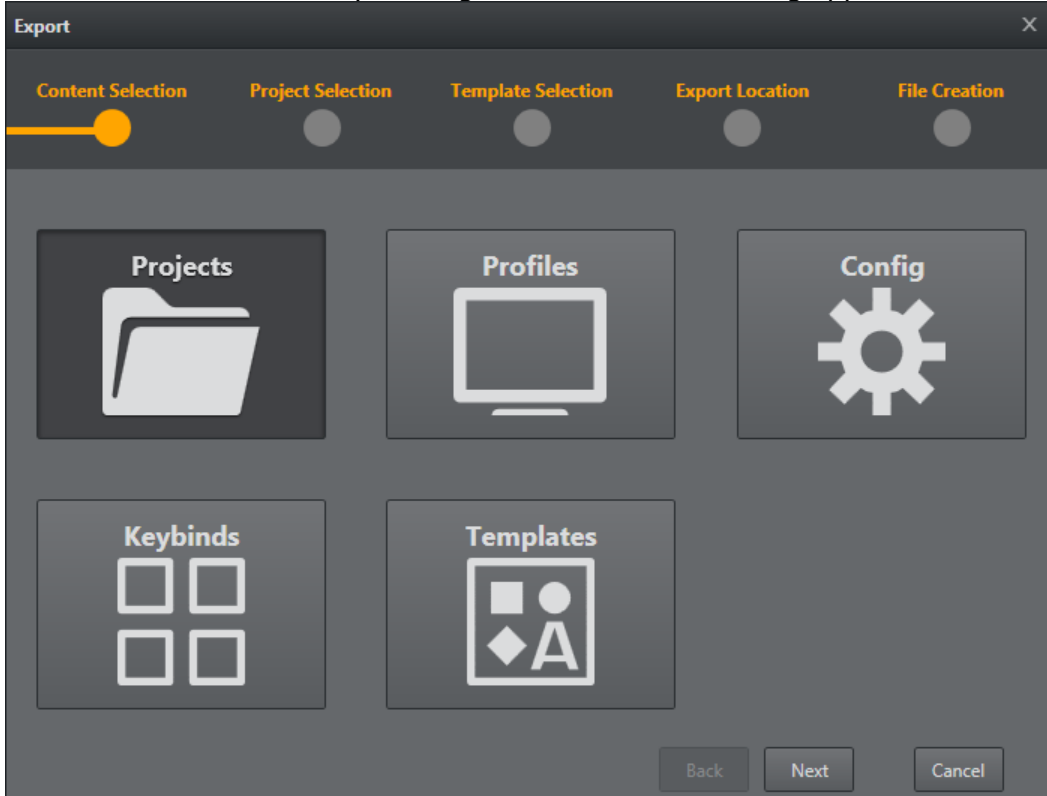 Export X
Content Selection Project Selection Template Selection Export Location File Creation
Projects Profiles Config
Keybinds Templates
A
Back Next Cancel